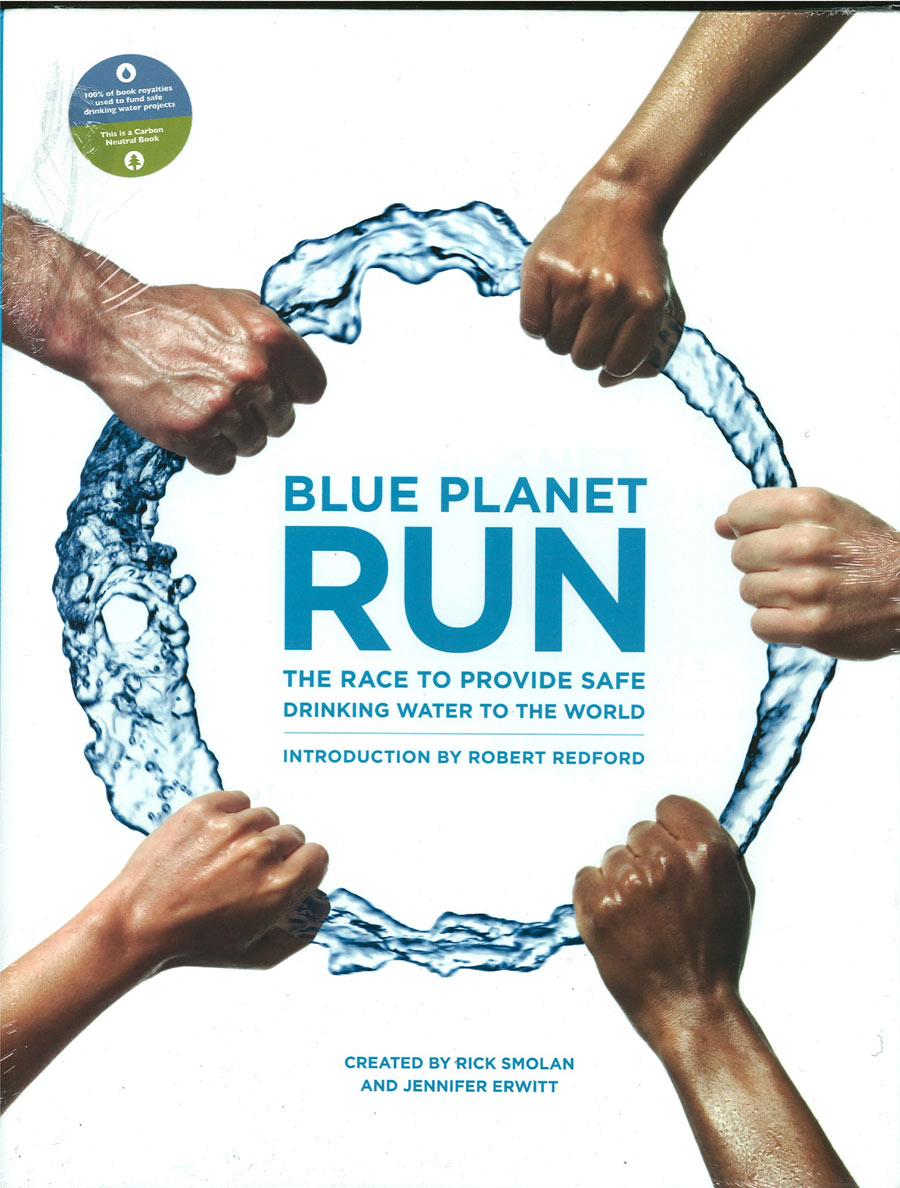 100% of book royalties
used to fund safe
drinking water projects
This is a Carbon
Neutral Book
BLUE PLANET
RUN
THE RACE TO PROVIDE SAFE
DRINKING WATER TO THE WORLD
INTRODUCTION BY ROBERT REDFORD
CREATED BY RICK SMOLAN
AND JENNIFER ERWITT